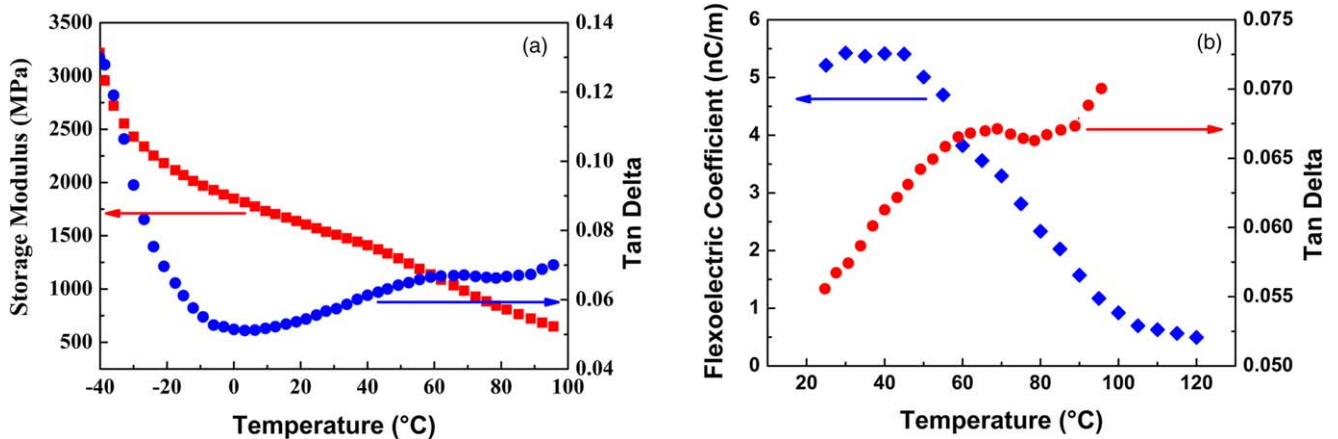 (a)
Storage Modulus (MPa)
3500
3000
2500
2000
1500
1000
500
0.14
0.12
0.10
0.08
0.06
0.04
Tan Delta
-40 -20 0 20 40 60 80 100
Temperature (°C)
(b)
Flexoelectric Coefficient (nC/m)
6
5
4
3
2
1
0
0.075
0.070
0.065
0.060
0.055
0.050
Tan Delta
20 40 60 80 100 120
Temperature (°C)